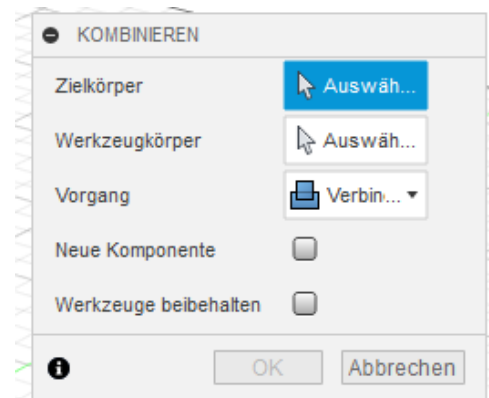 KOMBINIEREN
Zielkörper Auswäh...
Werkzeugkörper Auswäh...
Vorgang Verbin...
Neue Komponente
Werkzeuge beibehalten
OK Abbrechen